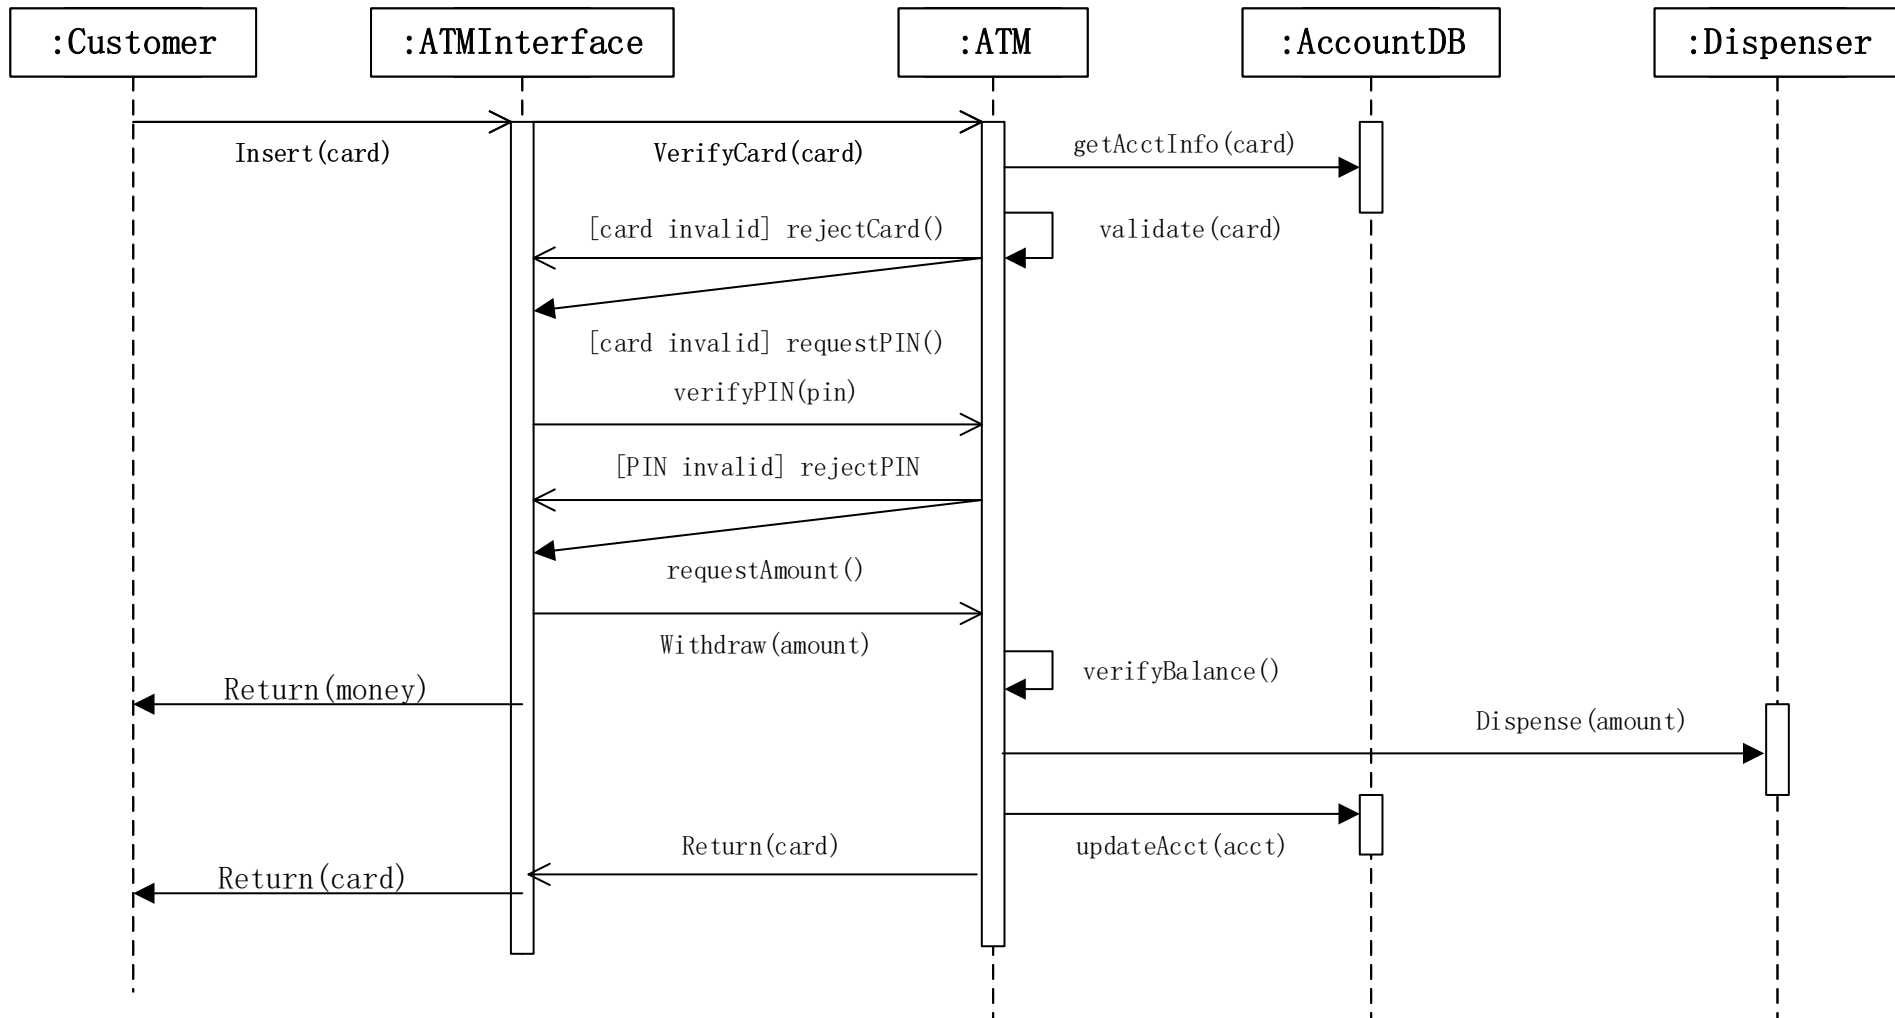 :Customer
:ATMInterface
:ATM
:AccountDB
:Dispenser
Insert(card)
VerifyCard(card)
getAcctInfo(card)
[card invalid] rejectCard()
validate(card)
[card invalid] requestPIN()
verifyPIN(pin)
[PIN invalid] rejectPIN
requestAmount()
Withdraw(amount)
verifyBalance()
Return(money)
Dispense(amount)
Return(card)
updateAcct(acct)
Return(card)